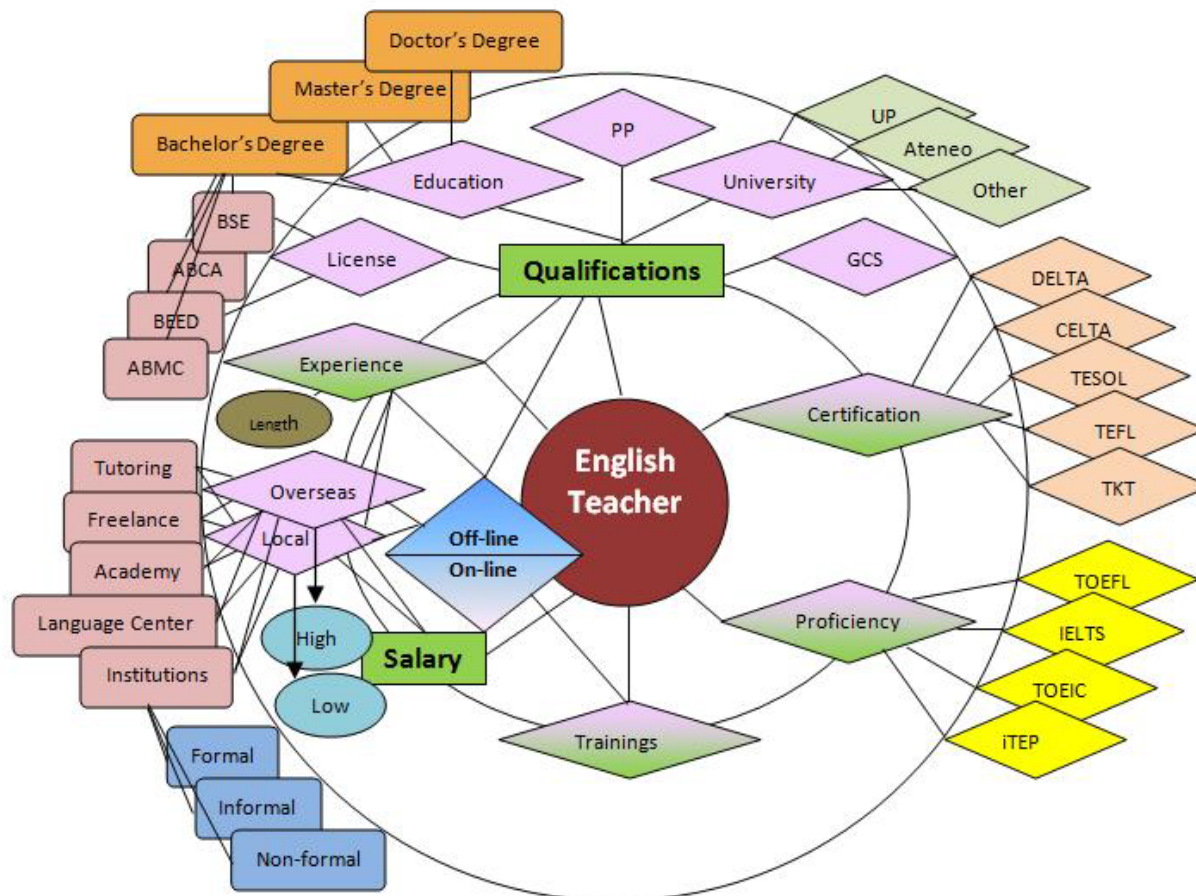 Doctor's Degree
Master's Degree
Bachelor's Degree
PP
UP
Ateneo
Other
Education
University
BSE
ABCA
BEED
ABMC
License
Qualifications
GCS
DELTA
CELTA
TESOL
TEFL
TKT
Experience
Length
Certification
English
Teacher
Tutoring
Freelance
Academy
Language Center
Institutions
Overseas
Local
Off-line
On-line
High
Low
Salary
Proficiency
TOEFL
IELTS
TOEIC
iTEP
Trainings
Formal
Informal
Non-formal